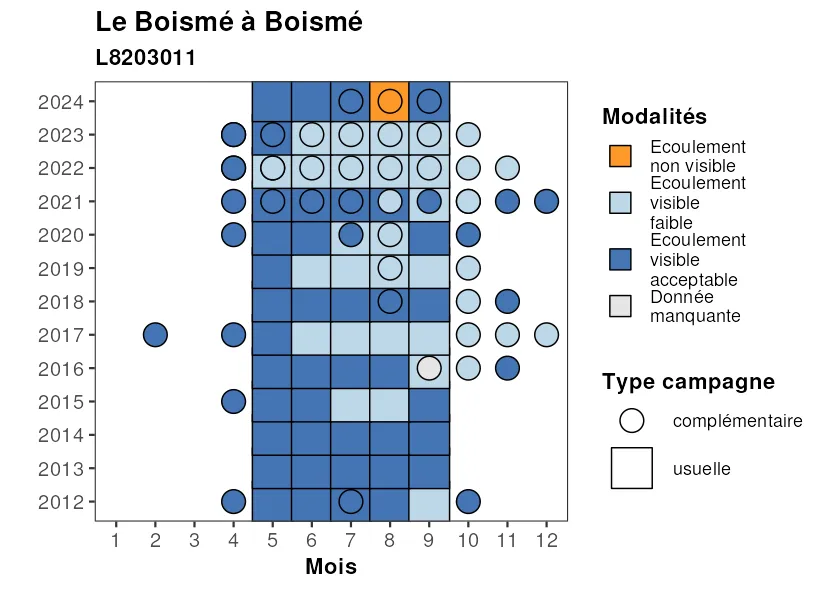 Le Boismé à Boismé
L8203011
2024
2023
2022
2021
2020
2019
2018
2017
2016
2015
2014
2013
2012
1 2 3 4 5 6 7 8 9 10 11 12
Mois
Modalités
Ecoulement
non visible
Ecoulement
visible
faible
Ecoulement
visible
acceptable
Donnée
manquante
Type campagne
complémentaire
usuelle